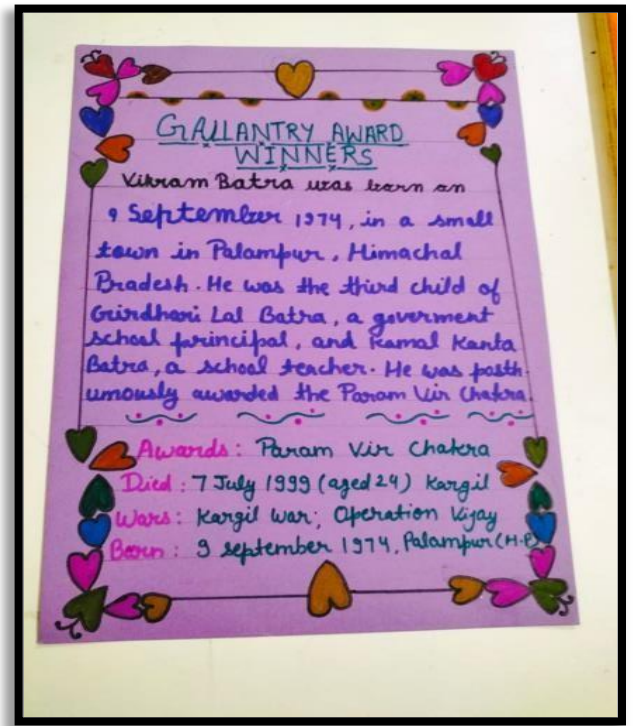 GALLANTRY AWARD
WINNERS
Vikram Batra was born on
9 September 1974, in a small
town in Palampur, Himachal
Pradesh. He was the third child of
Girdhari Lal Batra, a goverment
school principal, and Kamal Kanta
Batra, a school teacher. He was posth
umously awarded the Param Vir Chakra
Awards: Param Vir Chakra
Died: 7 July 1999 (aged 24) Kargil
Wars: Kargil War; Operation Vijay
Born: 9 september 1974, Palampur (H.P)